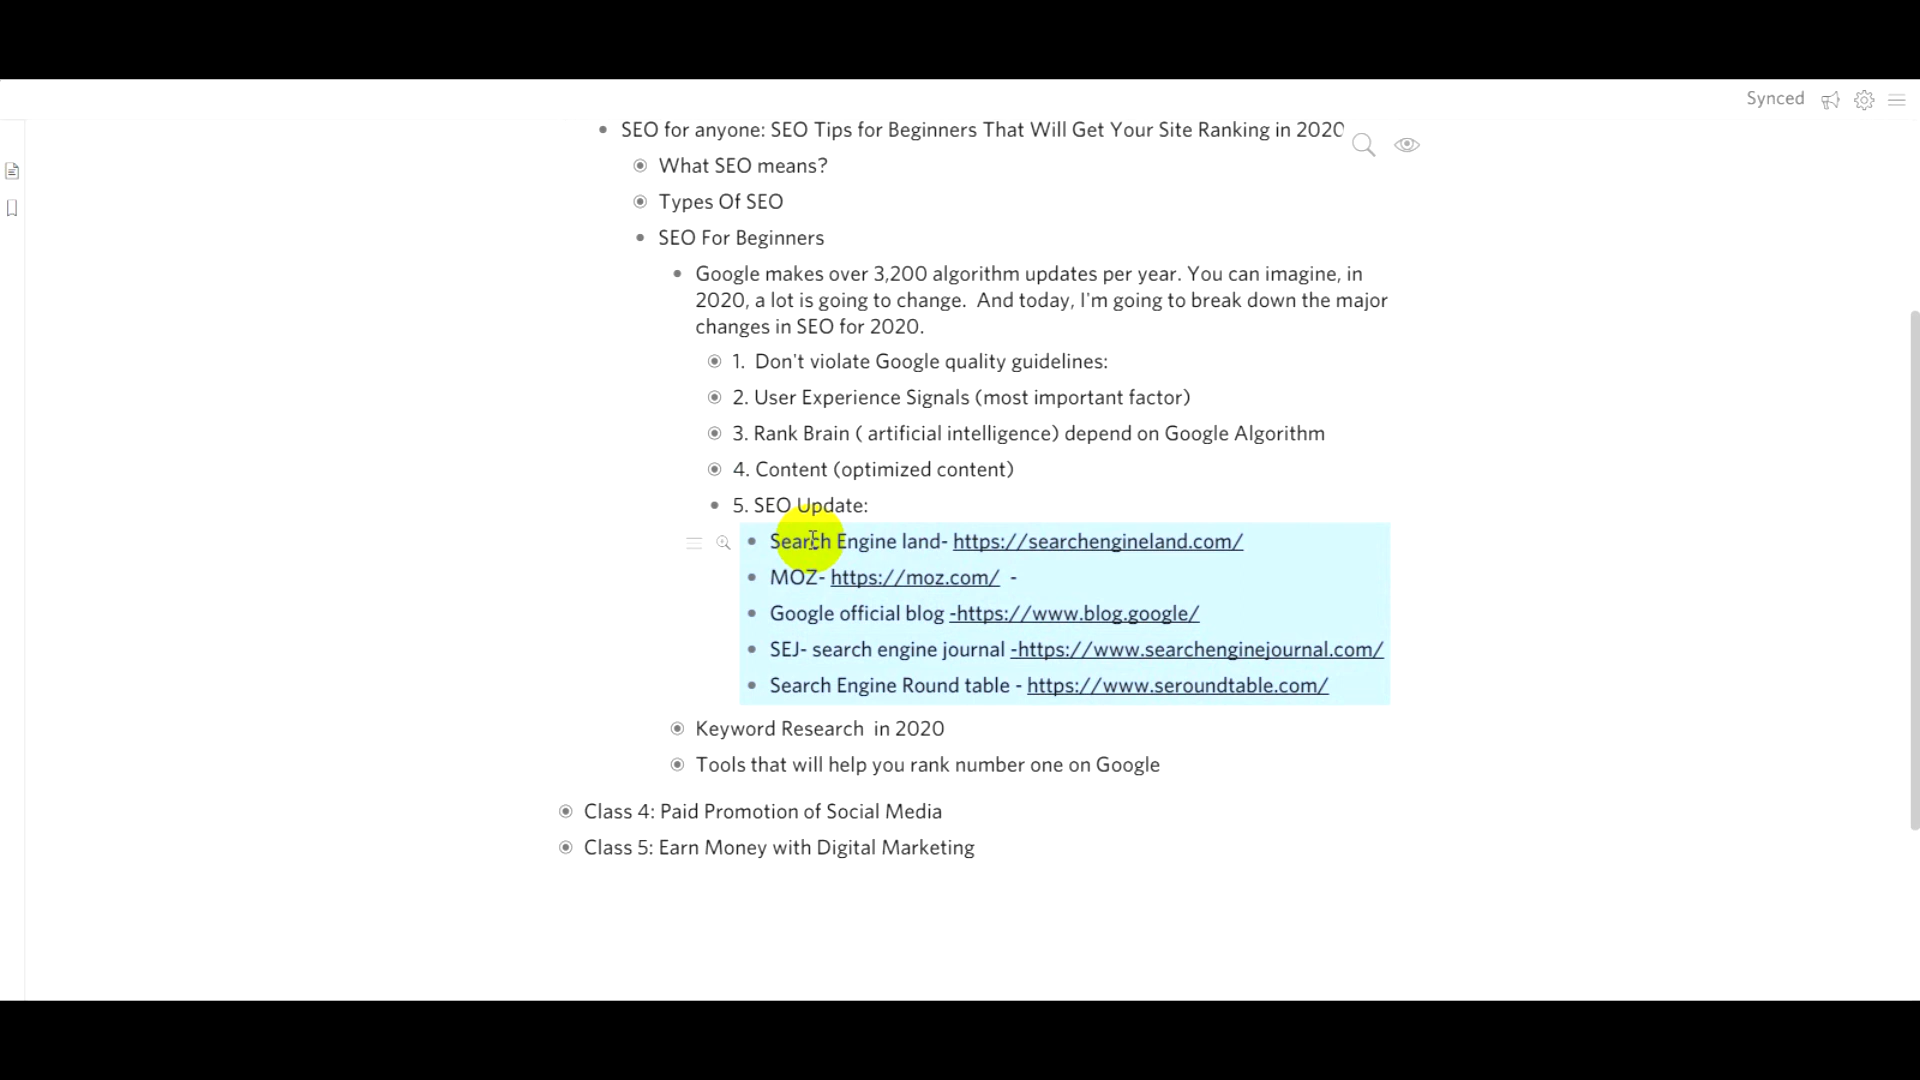 Synced
SEO for anyone: SEO Tips for Beginners That Will Get Your Site Ranking in 2020
What SEO means?
Types Of SEO
SEO For Beginners
Google makes over 3,200 algorithm updates per year. You can imagine, in
2020, a lot is going to change.  And today, I'm going to break down the major
changes in SEO for 2020.
1.  Don't violate Google quality guidelines:
2. User Experience Signals (most important factor)
3. Rank Brain ( artificial intelligence) depend on Google Algorithm
4. Content (optimized content)
5. SEO Update:
Search Engine land- https://searchengineland.com/
MOZ- https://moz.com/  -
Google official blog -https://www.blog.google/
SEJ- search engine journal -https://www.searchenginejournal.com/
Search Engine Round table - https://www.seroundtable.com/
Keyword Research  in 2020
Tools that will help you rank number one on Google
Class 4: Paid Promotion of Social Media
Class 5: Earn Money with Digital Marketing